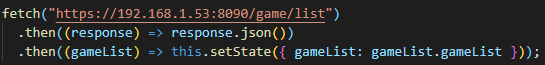 fetch("https://192.168.1.53:8090/game/list")
.then((response) => response.json())
.then((gameList) => this.setState({ gameList: gameList.gameList }));